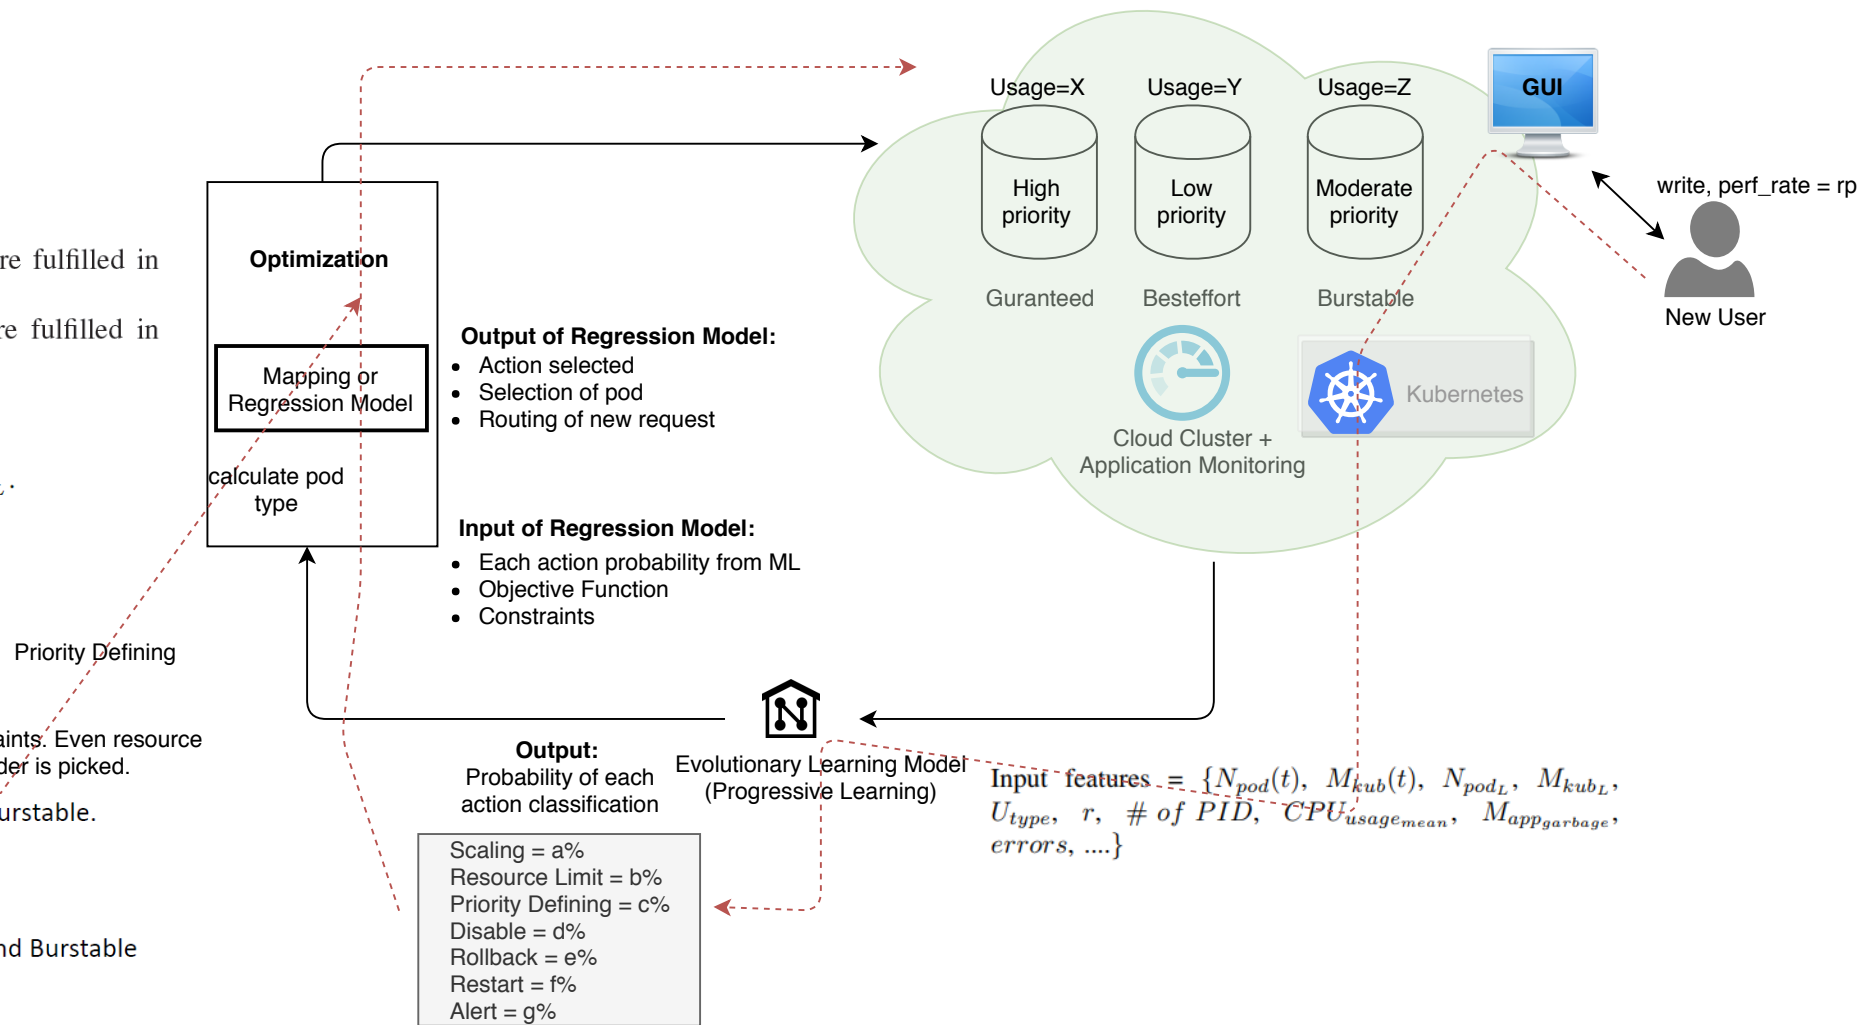 Usage=X
Usage=Y
Usage=Z
GUI
write, perf_rate = rp
High
priority
Low
priority
Moderate
priority
New User
Guranteed
Besteffort
Burstable
Kubernetes
Cloud Cluster +
Application Monitoring
Optimization
Mapping or
Regression Model
calculate pod
type
Output of Regression Model:
• Action selected
• Selection of pod
• Routing of new request
Input of Regression Model:
• Each action probability from ML
• Objective Function
• Constraints
re fulfilled in
re fulfilled in
L.
Priority Defining
aints. Even resource
der is picked.
urstable.
nd Burstable
Output:
Probability of each
action classification
Evolutionary Learning Model
(Progressive Learning)
Input features = {N_pod(t), M_kub(t), N_pod_L, M_kub_L,
U_type, r, # of PID, CPU_usage_mean, M_app_garbage,
errors, ....}
Scaling = a%
Resource Limit = b%
Priority Defining = c%
Disable = d%
Rollback = e%
Restart = f%
Alert = g%